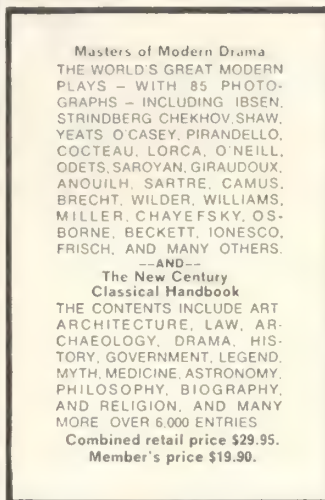 Masters of Modern Drama
THE WORLD'S GREAT MODERN
PLAYS – WITH 85 PHOTO-
GRAPHS – INCLUDING IBSEN,
STRINDBERG CHEKHOV, SHAW,
YEATS O'CASEY, PIRANDELLO,
COCTEAU, LORCA, O'NEILL,
ODETS, SAROYAN, GIRAUDOUX,
ANOUILH, SARTRE, CAMUS,
BRECHT, WILDER, WILLIAMS,
MILLER, CHAYEFSKY, OS-
BORNE, BECKETT, IONESCO,
FRISCH, AND MANY OTHERS.
--AND--
The New Century
Classical Handbook
THE CONTENTS INCLUDE ART
ARCHITECTURE, LAW, AR-
CHAEOLOGY, DRAMA, HIS-
TORY, GOVERNMENT, LEGEND,
MYTH, MEDICINE, ASTRONOMY,
PHILOSOPHY, BIOGRAPHY,
AND RELIGION, AND MANY
MORE OVER 6,000 ENTRIES
Combined retail price $29.95.
Member's price $19.90.